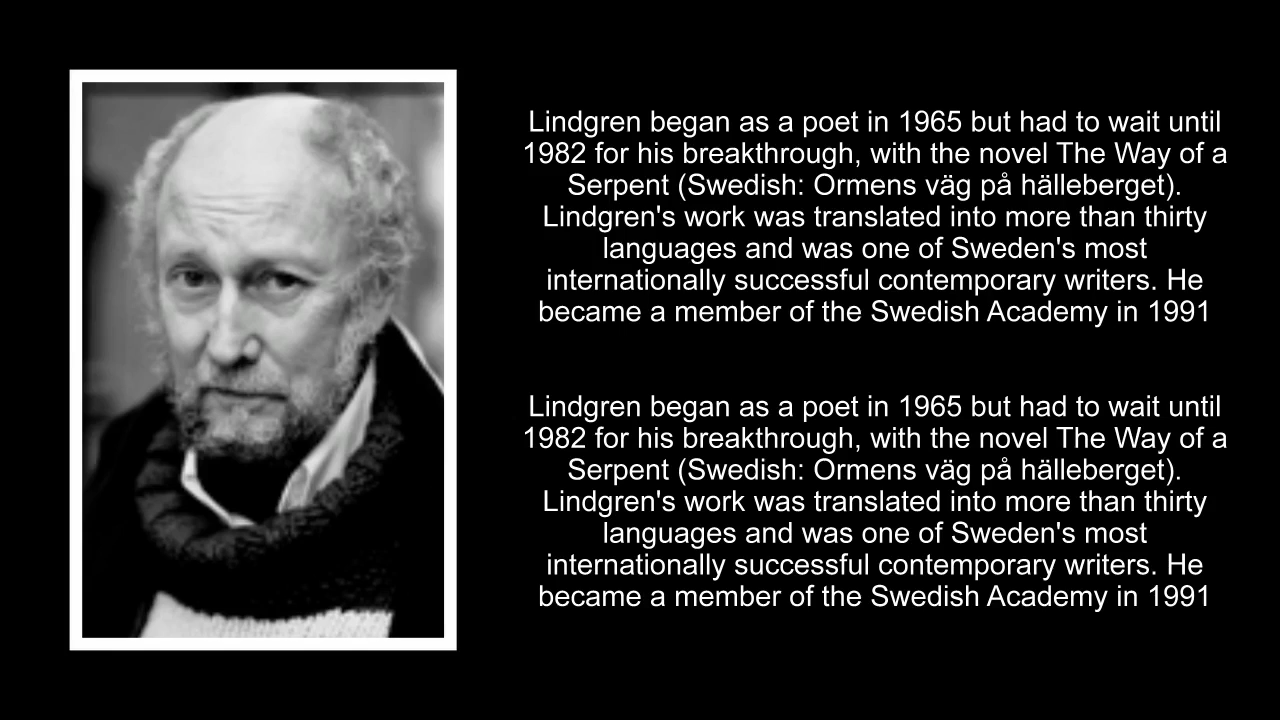 Lindgren began as a poet in 1965 but had to wait until
1982 for his breakthrough, with the novel The Way of a
Serpent (Swedish: Ormens väg på hälleberget).
Lindgren's work was translated into more than thirty
languages and was one of Sweden's most
internationally successful contemporary writers. He
became a member of the Swedish Academy in 1991
Lindgren began as a poet in 1965 but had to wait until
1982 for his breakthrough, with the novel The Way of a
Serpent (Swedish: Ormens väg på hälleberget).
Lindgren's work was translated into more than thirty
languages and was one of Sweden's most
internationally successful contemporary writers. He
became a member of the Swedish Academy in 1991